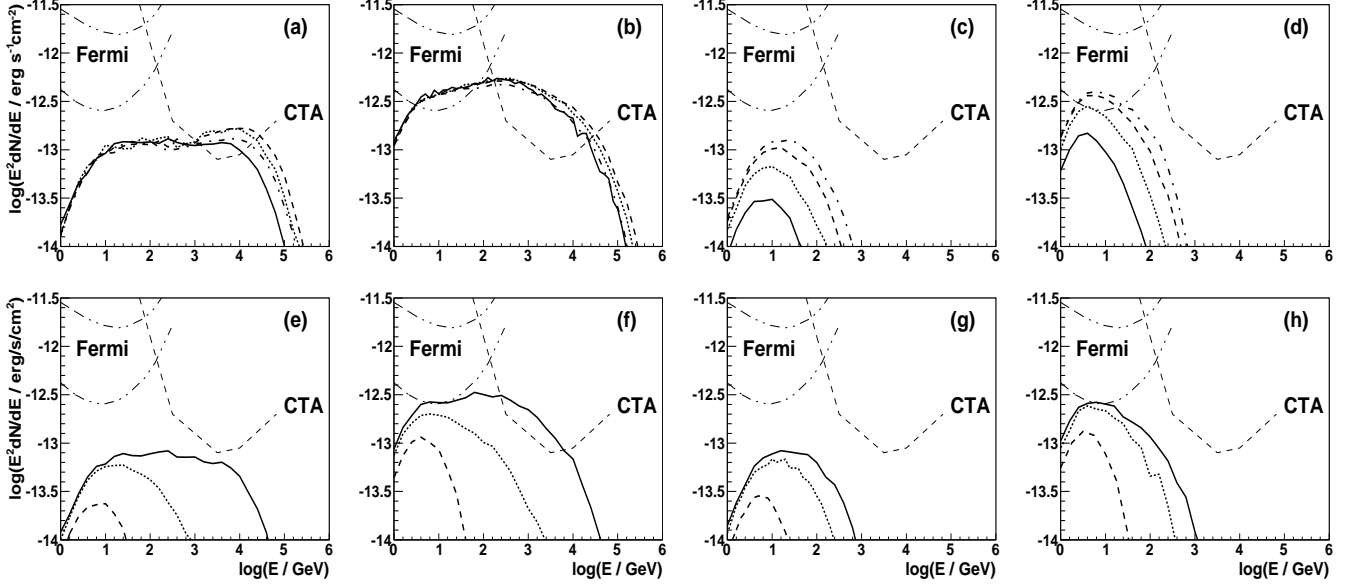 log(E²dN/dE / erg s⁻¹cm⁻²)
-11.5
-12
-12.5
-13
-13.5
-14
0 1 2 3 4 5 6
(a)
Fermi
CTA
-11.5
-12
-12.5
-13
-13.5
-14
0 1 2 3 4 5 6
(b)
Fermi
CTA
-11.5
-12
-12.5
-13
-13.5
-14
0 1 2 3 4 5 6
(c)
Fermi
CTA
-11.5
-12
-12.5
-13
-13.5
-14
0 1 2 3 4 5 6
(d)
Fermi
CTA
log(E²dN/dE / erg/s/cm²)
-11.5
-12
-12.5
-13
-13.5
-14
0 1 2 3 4 5 6
log(E / GeV)
(e)
Fermi
CTA
-11.5
-12
-12.5
-13
-13.5
-14
0 1 2 3 4 5 6
log(E / GeV)
(f)
Fermi
CTA
-11.5
-12
-12.5
-13
-13.5
-14
0 1 2 3 4 5 6
log(E / GeV)
(g)
Fermi
CTA
-11.5
-12
-12.5
-13
-13.5
-14
0 1 2 3 4 5 6
log(E / GeV)
(h)
Fermi
CTA